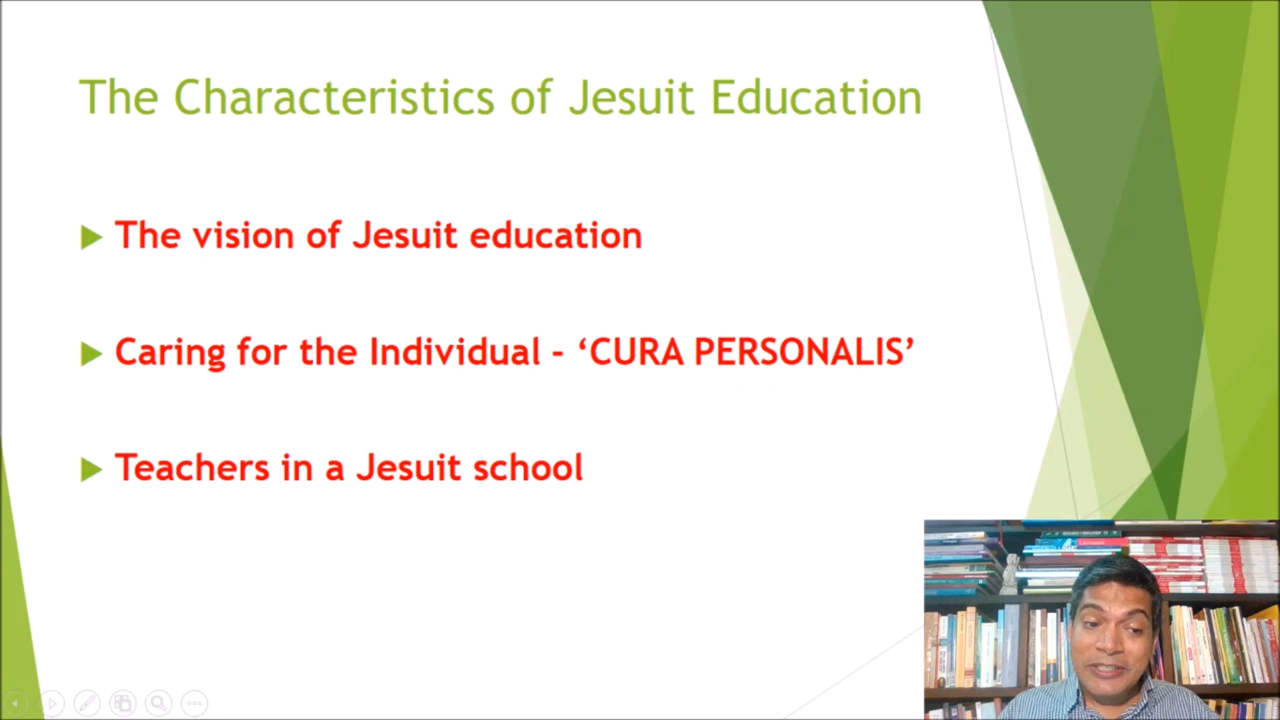 The Characteristics of Jesuit Education
The vision of Jesuit education
Caring for the Individual – ‘CURA PERSONALIS’
Teachers in a Jesuit school